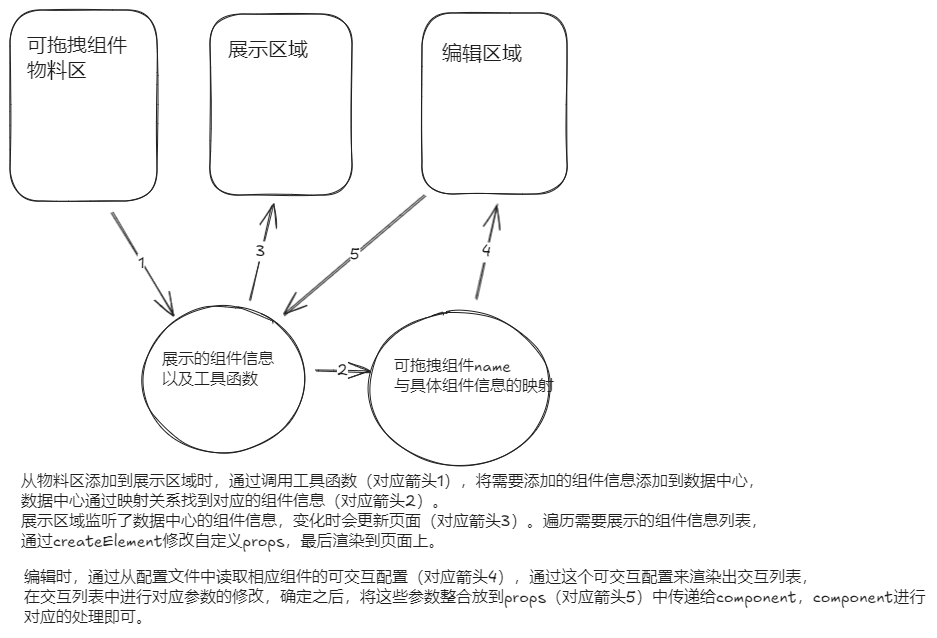 可拖拽组件
物料区
展示区域
编辑区域
1
3
5
4
展示的组件信息
以及工具函数
2
可拖拽组件name
与具体组件信息的映射
从物料区添加到展示区域时，通过调用工具函数（对应箭头1），将需要添加的组件信息添加到数据中心，
数据中心通过映射关系找到对应的组件信息（对应箭头2）。
展示区域监听了数据中心的组件信息，变化时会更新页面（对应箭头3）。遍历需要展示的组件信息列表，
通过createElement修改自定义props，最后渲染到页面上。
编辑时，通过从配置文件中读取相应组件的可交互配置（对应箭头4），通过这个可交互配置来渲染出交互列表，
在交互列表中进行对应参数的修改，确定之后，将这些参数整合放到props（对应箭头5）中传递给component，component进行
对应的处理即可。